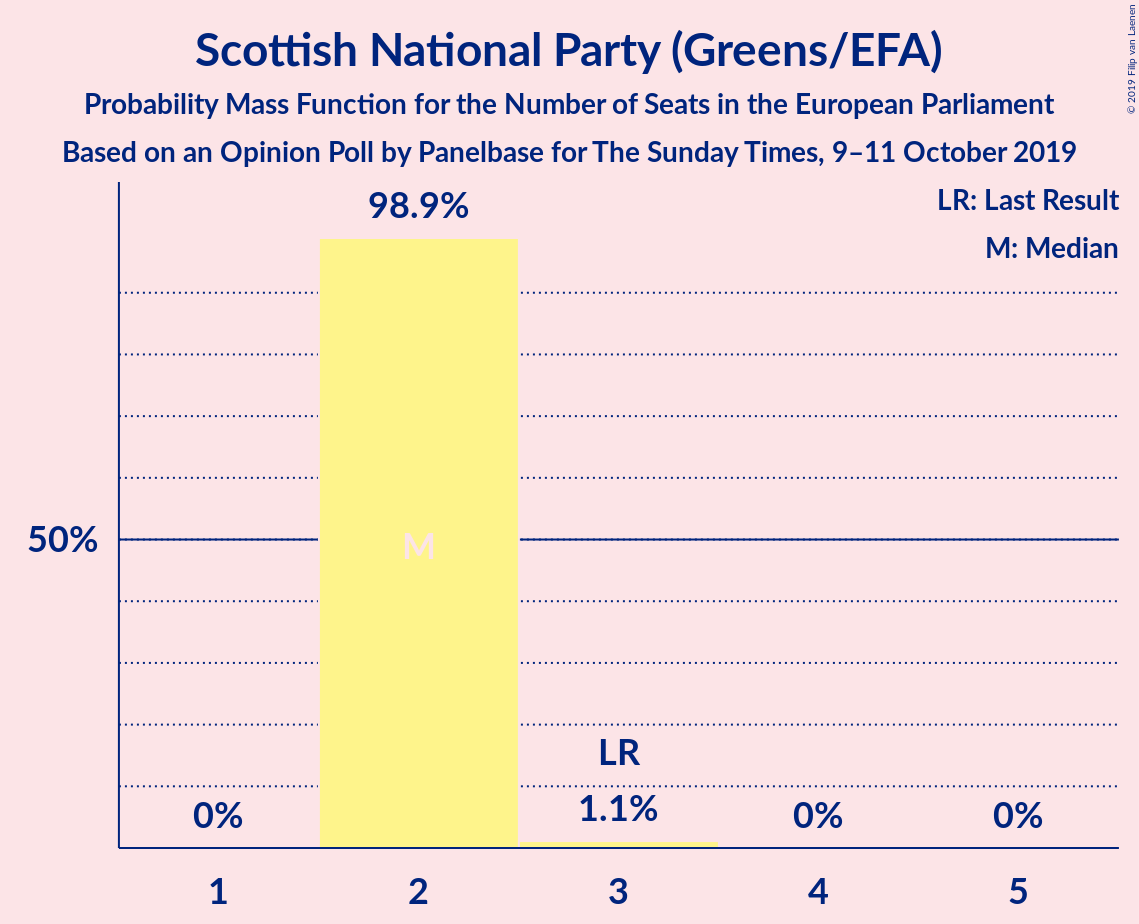 Scottish National Party (Greens/EFA)
Probability Mass Function for the Number of Seats in the European Parliament
Based on an Opinion Poll by Panelbase for The Sunday Times, 9–11 October 2019
© 2019 Filip van Laenen
LR: Last Result
M: Median
98.9%
50%
M
LR
0%
1.1%
0%
0%
1
2
3
4
5